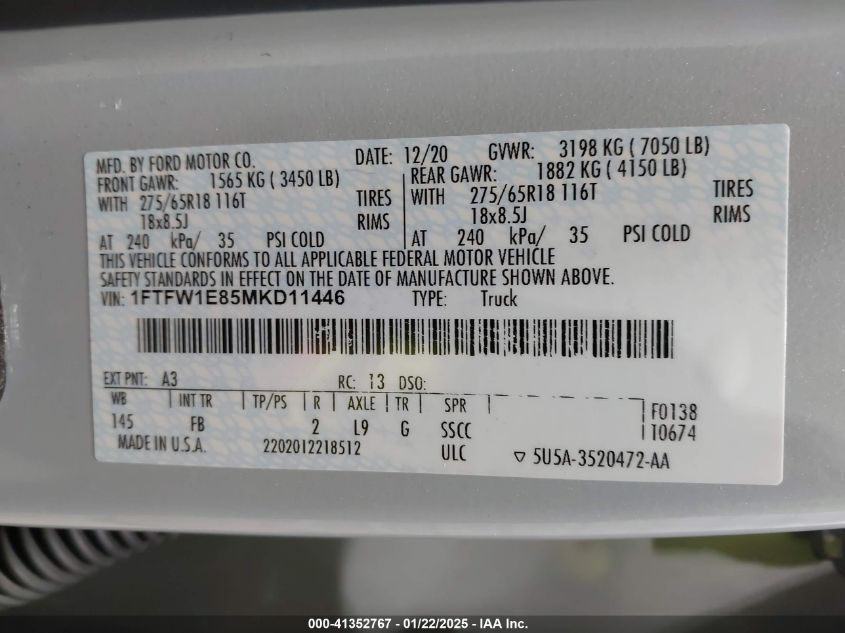 MFD. BY FORD MOTOR CO. DATE: 12/20 GVWR: 3198 KG ( 7050 LB)
FRONT GAWR: 1565 KG ( 3450 LB) REAR GAWR: 1882 KG ( 4150 LB)
WITH 275/65R18 116T TIRES WITH 275/65R18 116T TIRES
18x8.5J RIMS 18x8.5J RIMS
AT 240 kPa/ 35 PSI COLD AT 240 kPa/ 35 PSI COLD
THIS VEHICLE CONFORMS TO ALL APPLICABLE FEDERAL MOTOR VEHICLE
SAFETY STANDARDS IN EFFECT ON THE DATE OF MANUFACTURE SHOWN ABOVE.
VIN: 1FTFW1E85MKD11446 TYPE: Truck
EXT PNT: A3 RC: 13 DSO:
WB INT TR TP/PS R AXLE TR SPR F0138
145 FB 2 L9 G SSCC 10674
MADE IN U.S.A. 2202012218512 ULC ▽ 5U5A-3520472-AA
000-41352767 - 01/22/2025 - IAA Inc.